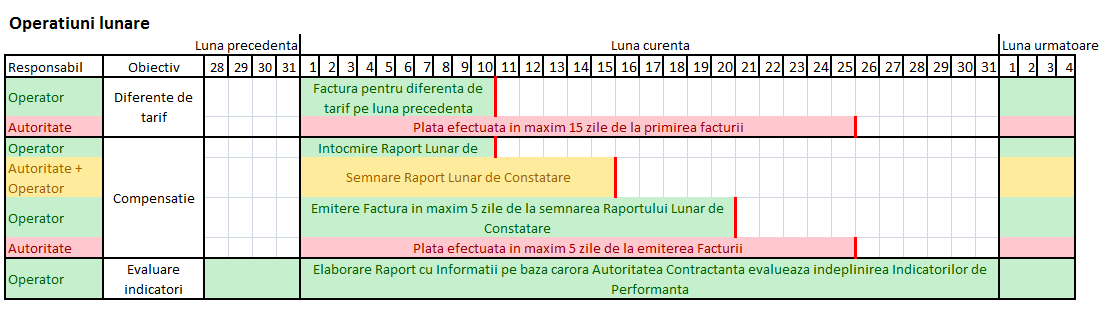 Operatiuni lunare
Luna precedenta Luna curenta Luna urmatoare
Responsabil Obiectiv 28 29 30 31 1 2 3 4 5 6 7 8 9 10 11 12 13 14 15 16 17 18 19 20 21 22 23 24 25 26 27 28 29 30 31 1 2 3 4
Operator
Diferente de
tarif
Factura pentru diferenta de
tarif pe luna precedenta
Autoritate Plata efectuata in maxim 15 zile de la primirea facturii
Operator Intocmire Raport Lunar de
Autoritate +
Operator
Semnare Raport Lunar de Constatare
Compensatie
Operator
Emitere Factura in maxim 5 zile de la semnarea Raportului Lunar de
Constatare
Autoritate Plata efectuata in maxim 5 zile de la emiterea Facturii
Operator
Evaluare
indicatori
Elaborare Raport cu Informatii pe baza carora Autoritatea Contractanta evalueaza indeplinirea Indicatorilor de
Performanta